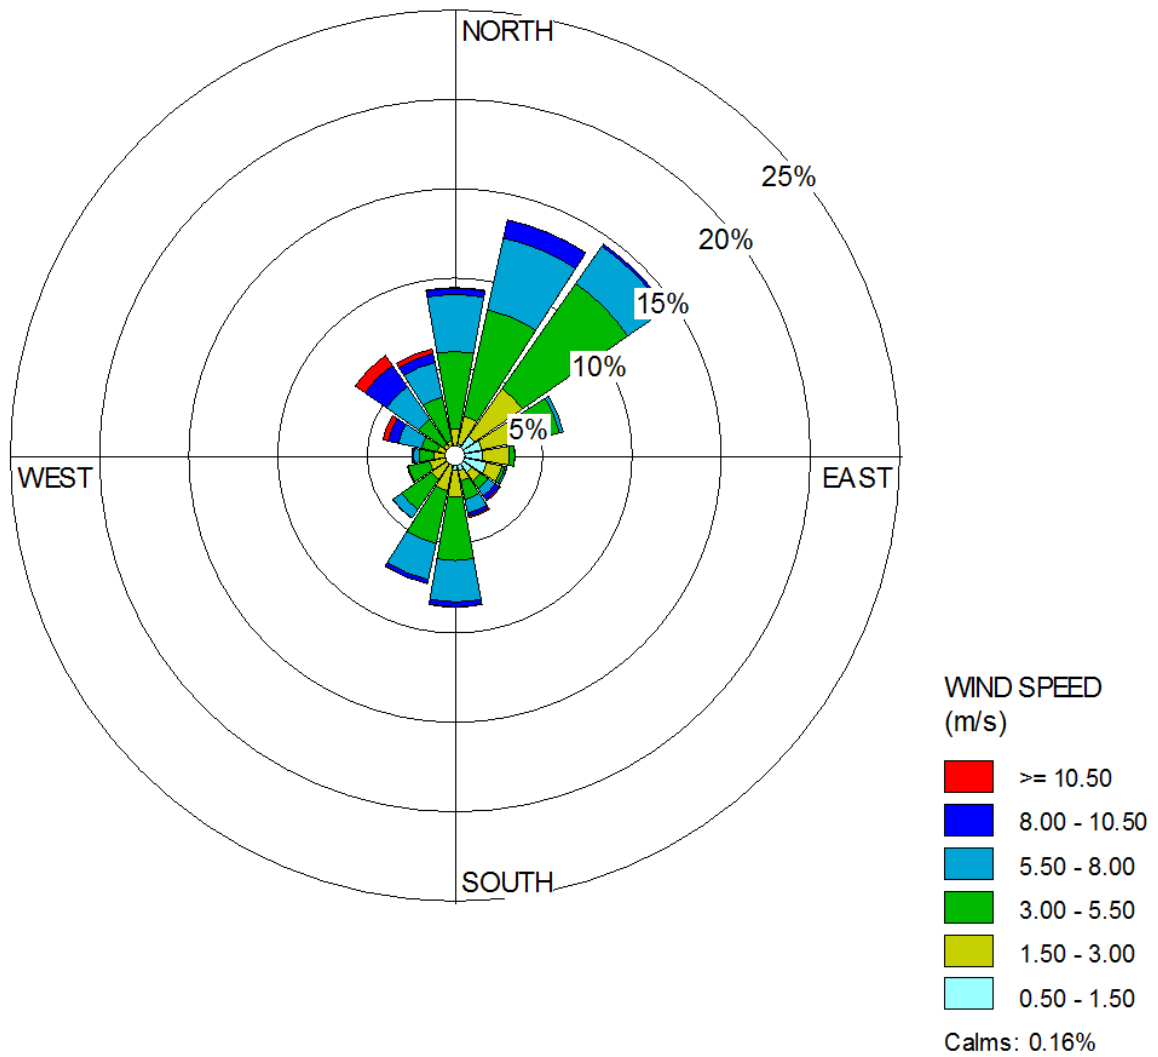 NORTH
25%
20%
15%
10%
5%
WEST
EAST
SOUTH
WIND SPEED
(m/s)
>= 10.50
8.00 - 10.50
5.50 - 8.00
3.00 - 5.50
1.50 - 3.00
0.50 - 1.50
Calms: 0.16%